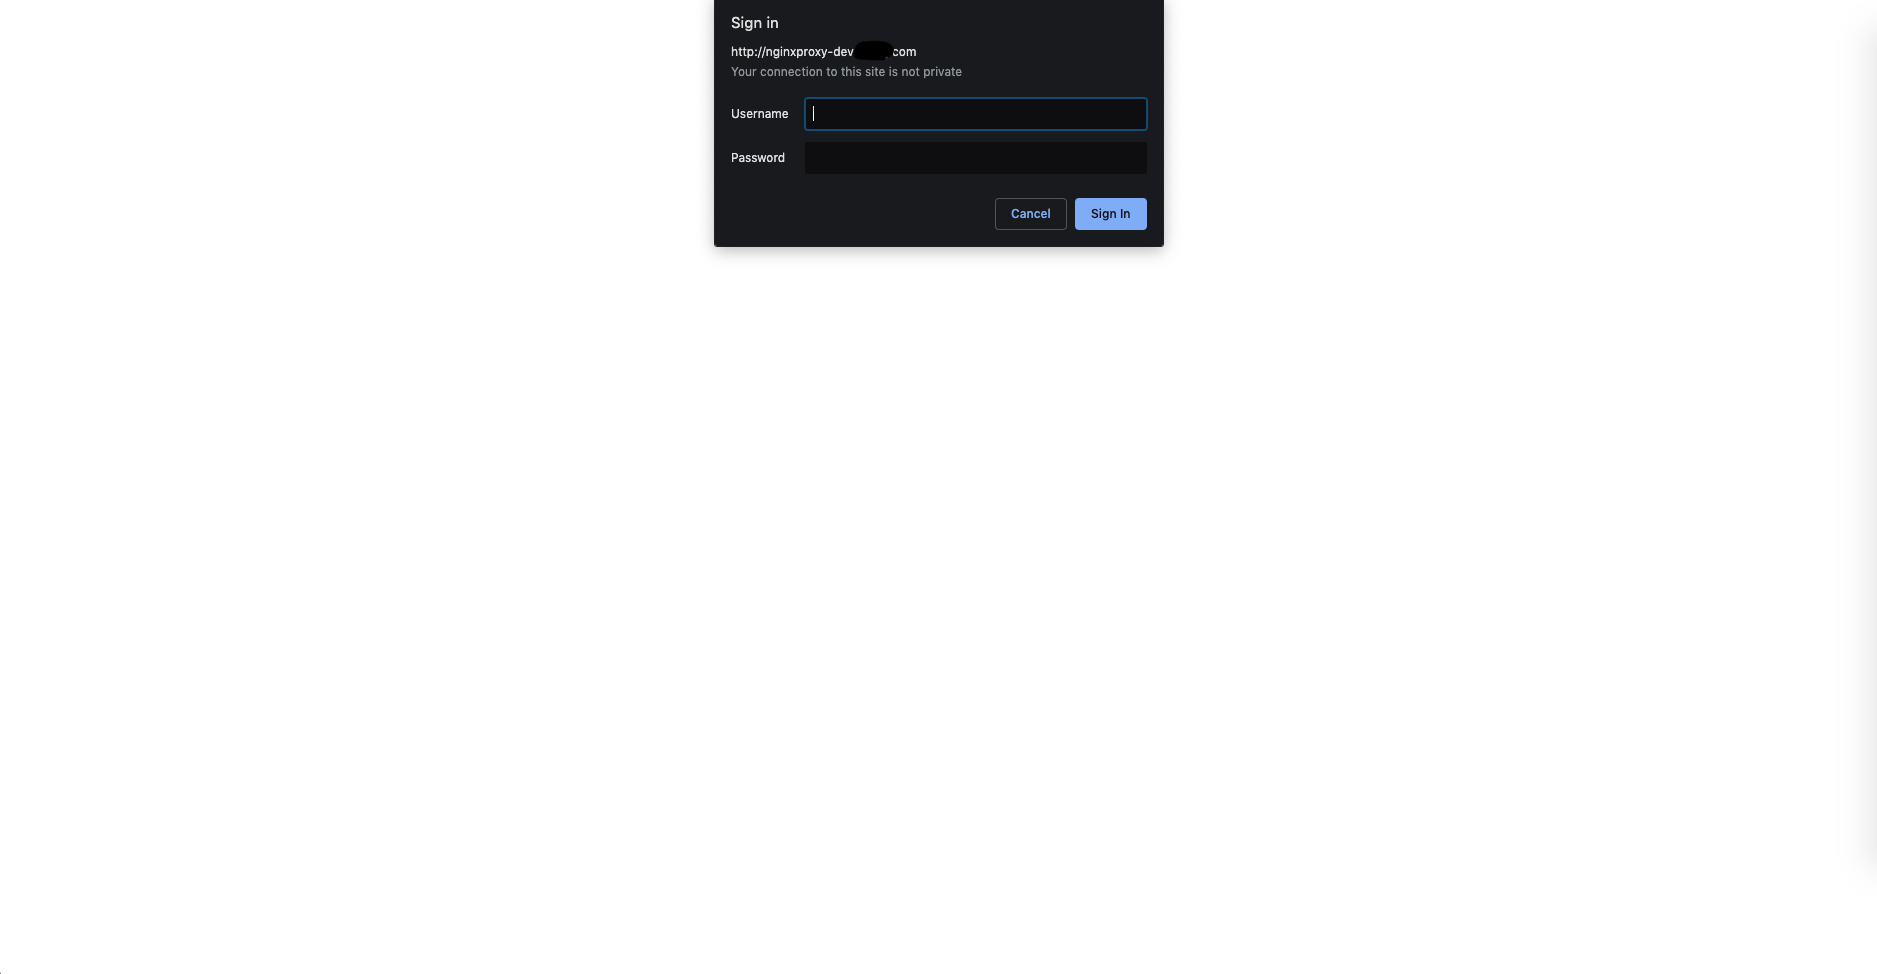 Sign in
http://nginxproxy-dev com
Your connection to this site is not private
Username
Password
Cancel Sign In